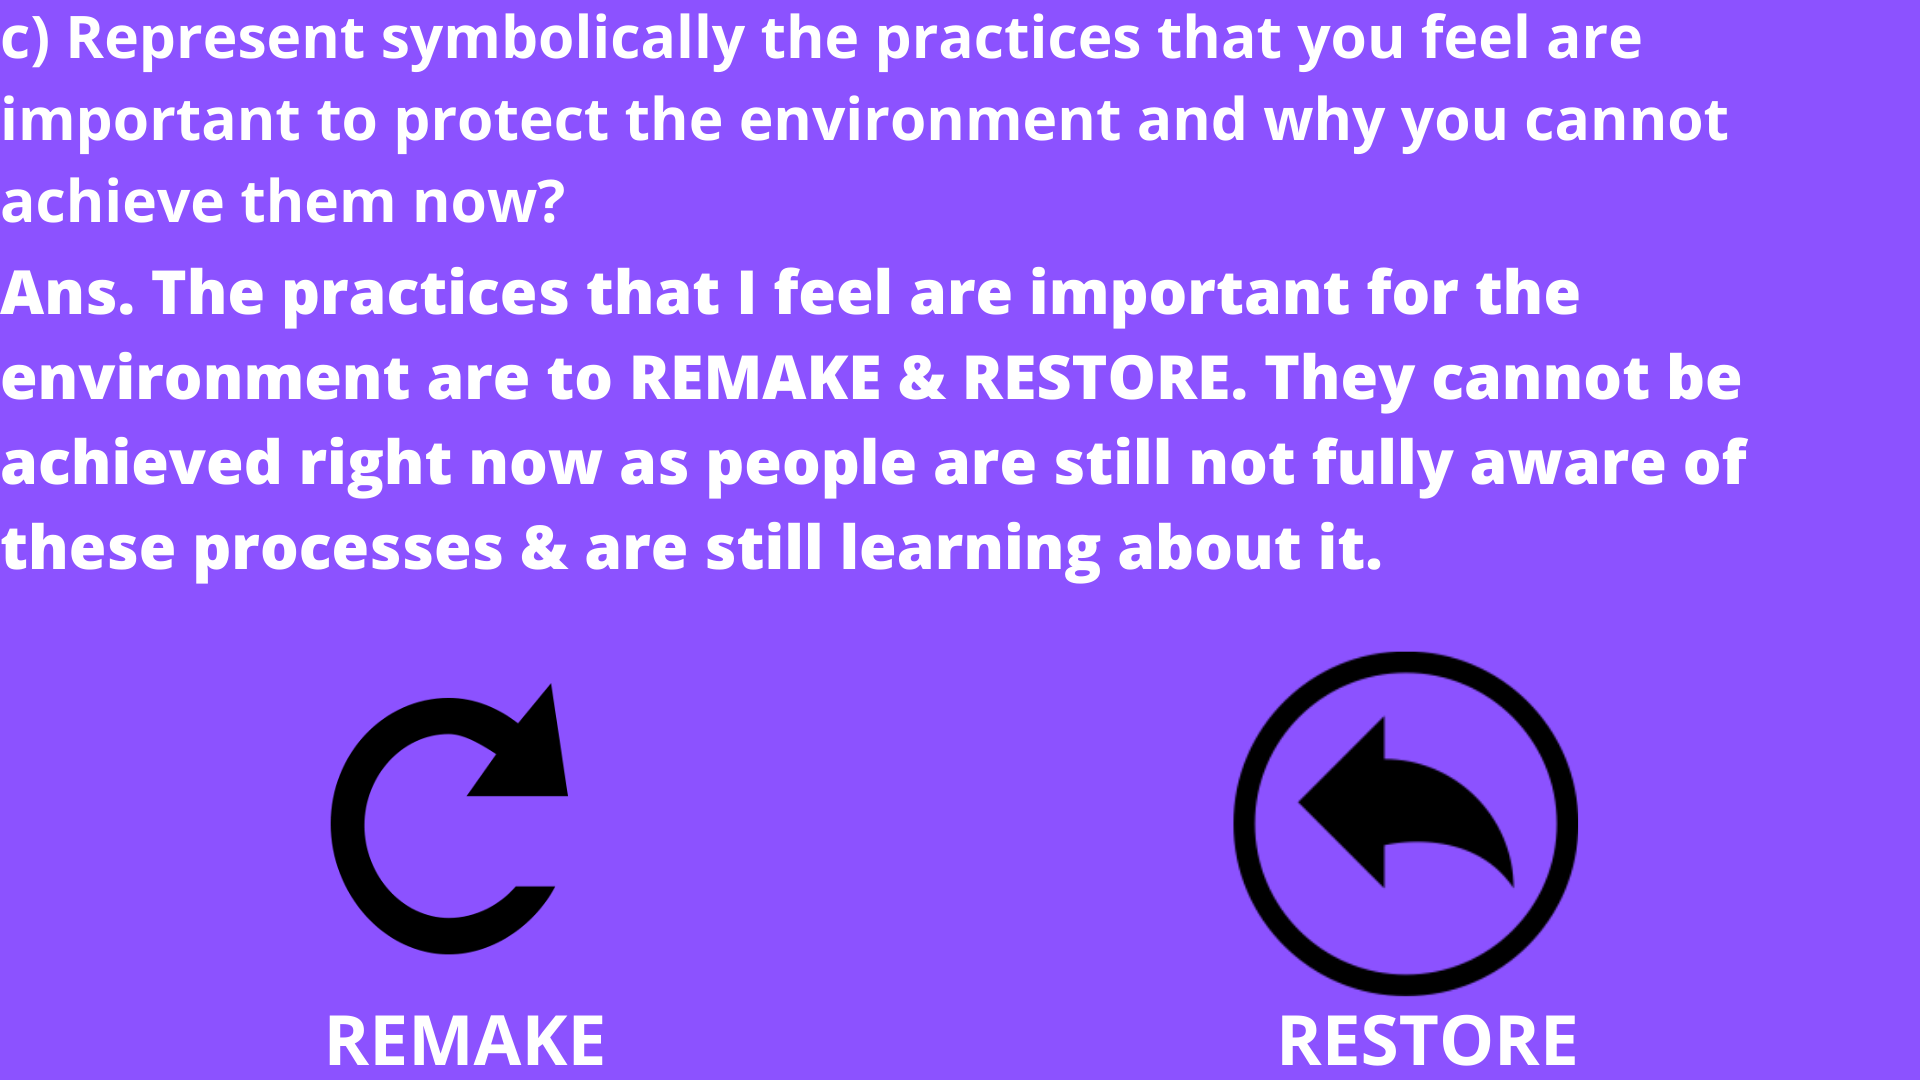 c) Represent symbolically the practices that you feel are
important to protect the environment and why you cannot
achieve them now?
Ans. The practices that I feel are important for the
environment are to REMAKE & RESTORE. They cannot be
achieved right now as people are still not fully aware of
these processes & are still learning about it.
REMAKE
RESTORE